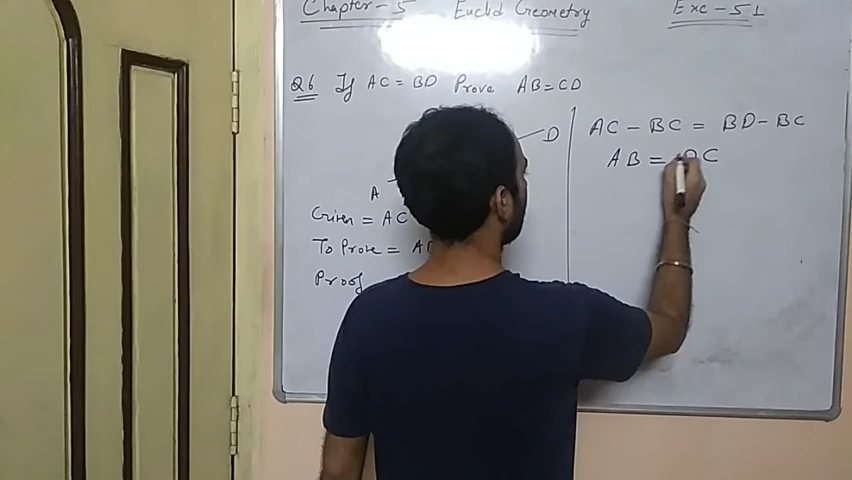 Chapter-5 Euclid Geometry Exc-5.1
Q6 If AC = BD Prove AB = CD
D
A
Given = AC
To Prove = AB
Proof
AC - BC = BD - BC
AB = DC